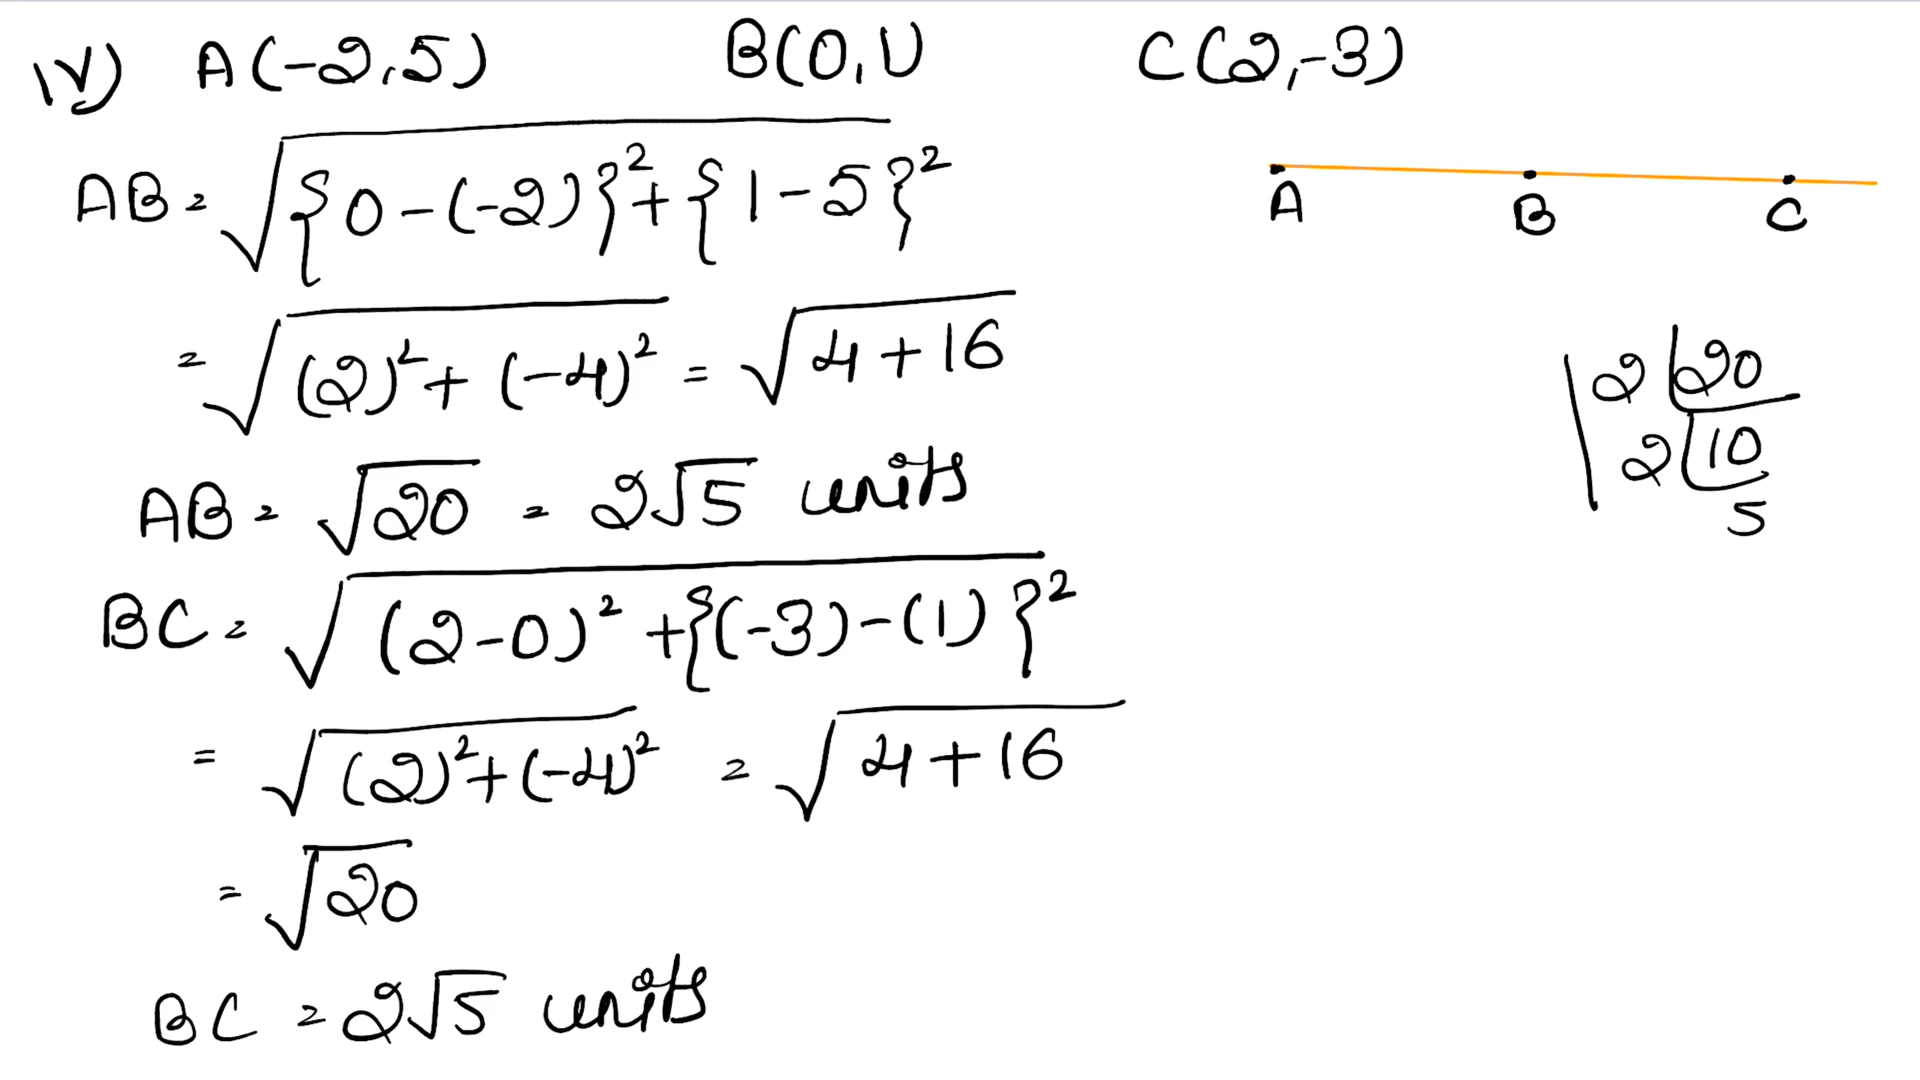 iv) A(-2,5) B(0,1) C(2,-3)
AB = √{0-(-2)}² + {1-5}²
A B C
= √(2)² + (-4)² = √4+16
2 20
2 10
5
AB = √20 = 2√5 units
BC = √(2-0)² + {(-3)-(1)}²
= √(2)² + (-4)² = √4+16
= √20
BC = 2√5 units